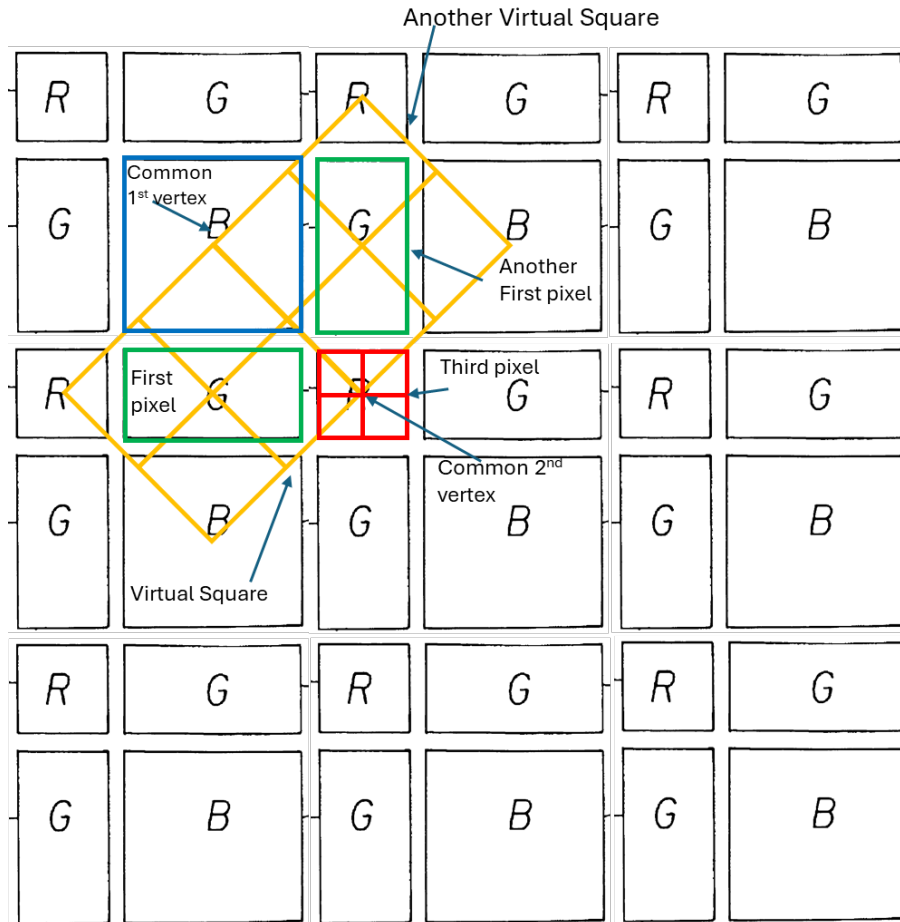 Another Virtual Square
R G R G R G
Common
1st vertex
G B G B G B
Another
First pixel
R First
pixel G R Third pixel G R G
Common 2nd
vertex
G B G B G B
Virtual Square
R G R G R G
G B G B G B